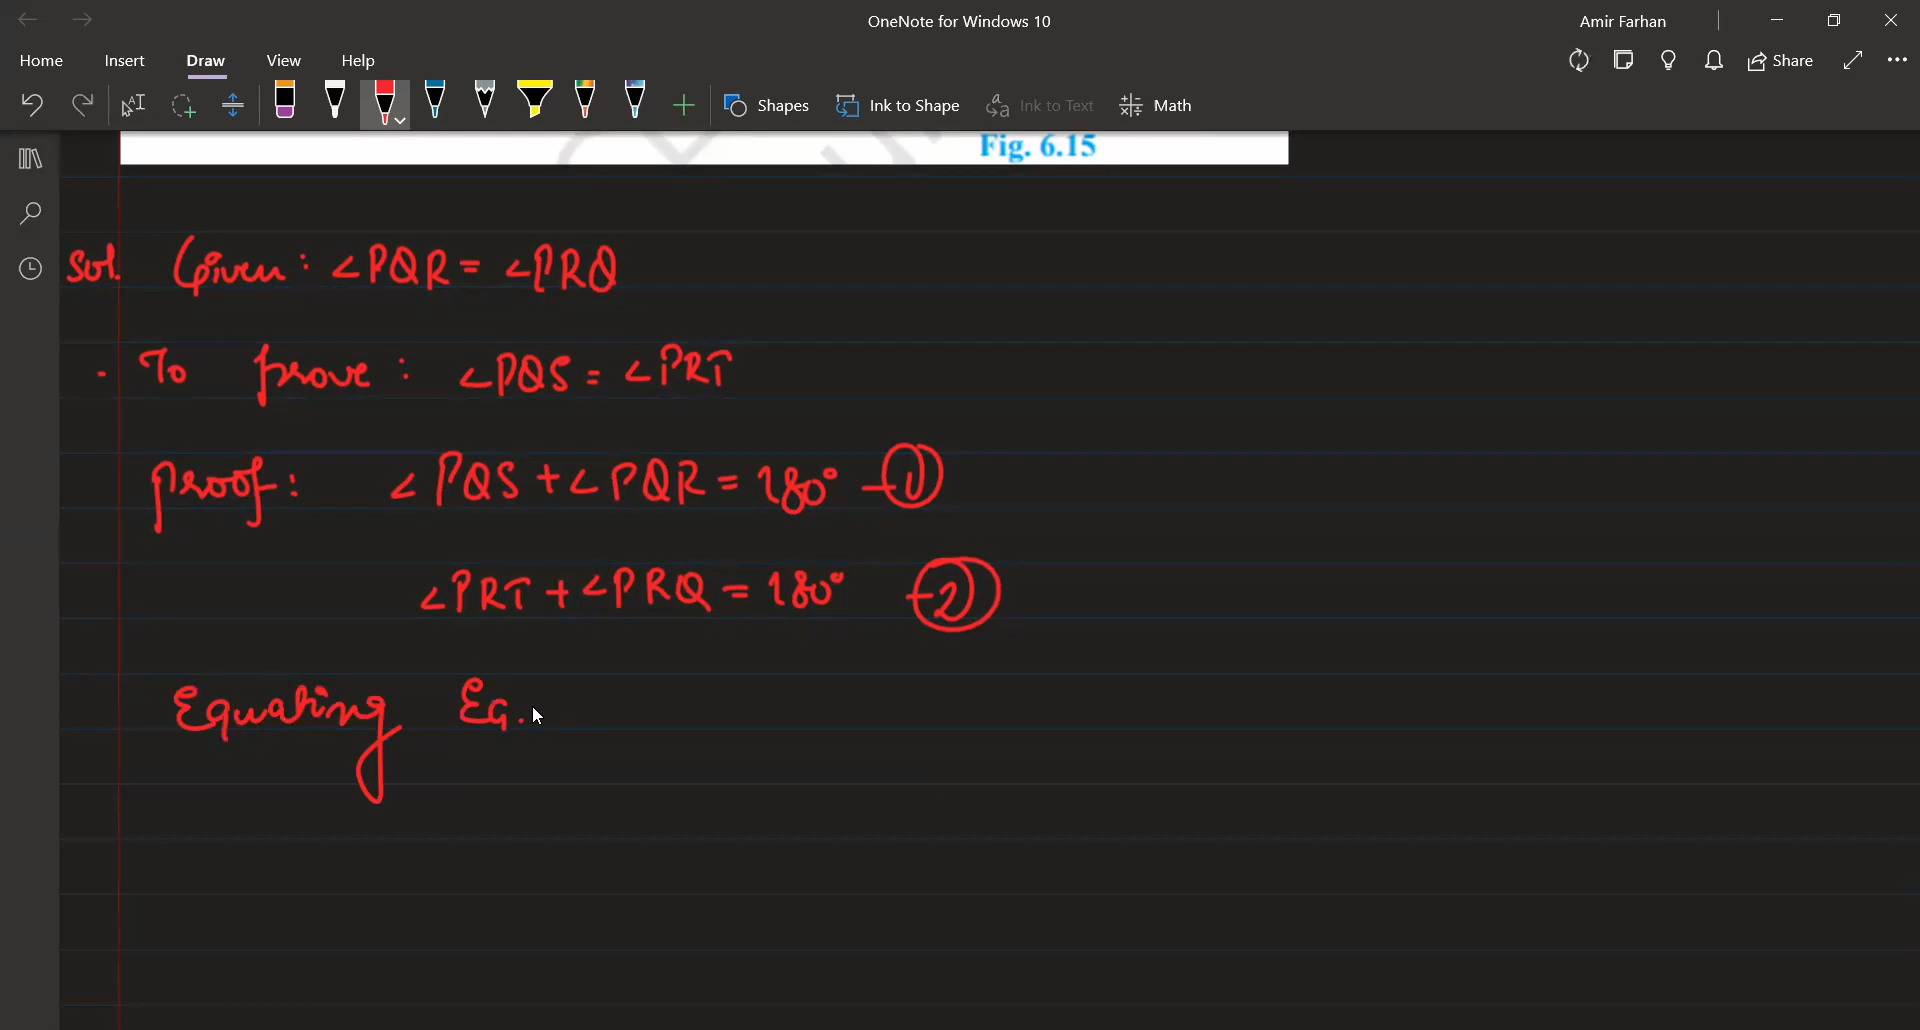 OneNote for Windows 10
Amir Farhan
Home Insert Draw View Help
Share
Shapes Ink to Shape Ink to Text Math
Fig. 6.15
Sol. Given: ∠PQR = ∠PRQ
. To prove: ∠PQS = ∠PRT
Proof: ∠PQS + ∠PQR = 180° — ①
∠PRT + ∠PRQ = 180° — ②
Equating Eq.